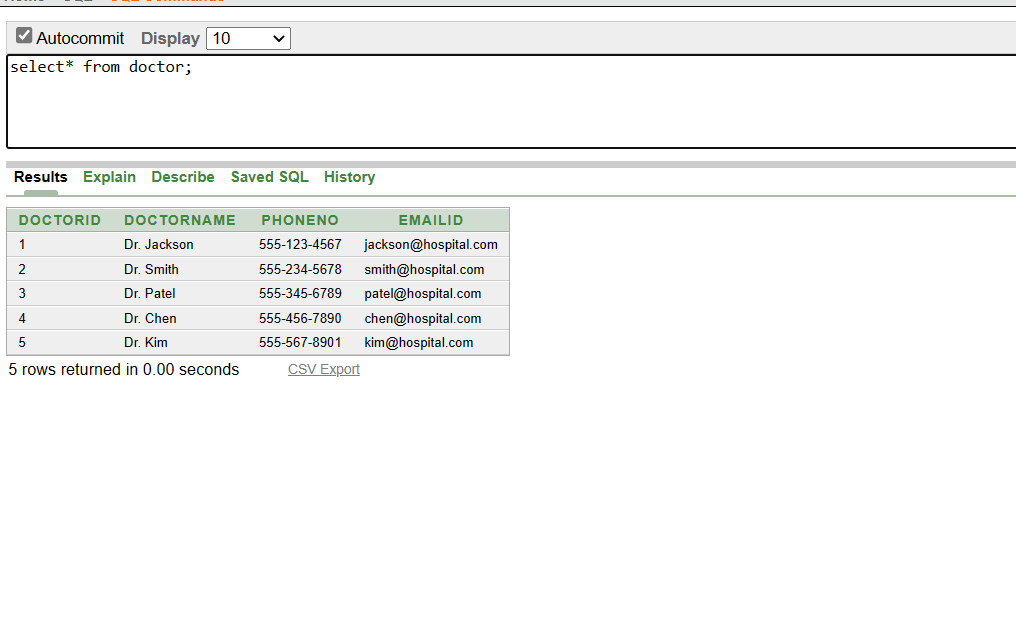 Autocommit Display 10
select* from doctor;
Results Explain Describe Saved SQL History
DOCTORID DOCTORNAME PHONENO EMAILID
1 Dr. Jackson 555-123-4567 jackson@hospital.com
2 Dr. Smith 555-234-5678 smith@hospital.com
3 Dr. Patel 555-345-6789 patel@hospital.com
4 Dr. Chen 555-456-7890 chen@hospital.com
5 Dr. Kim 555-567-8901 kim@hospital.com
5 rows returned in 0.00 seconds CSV Export